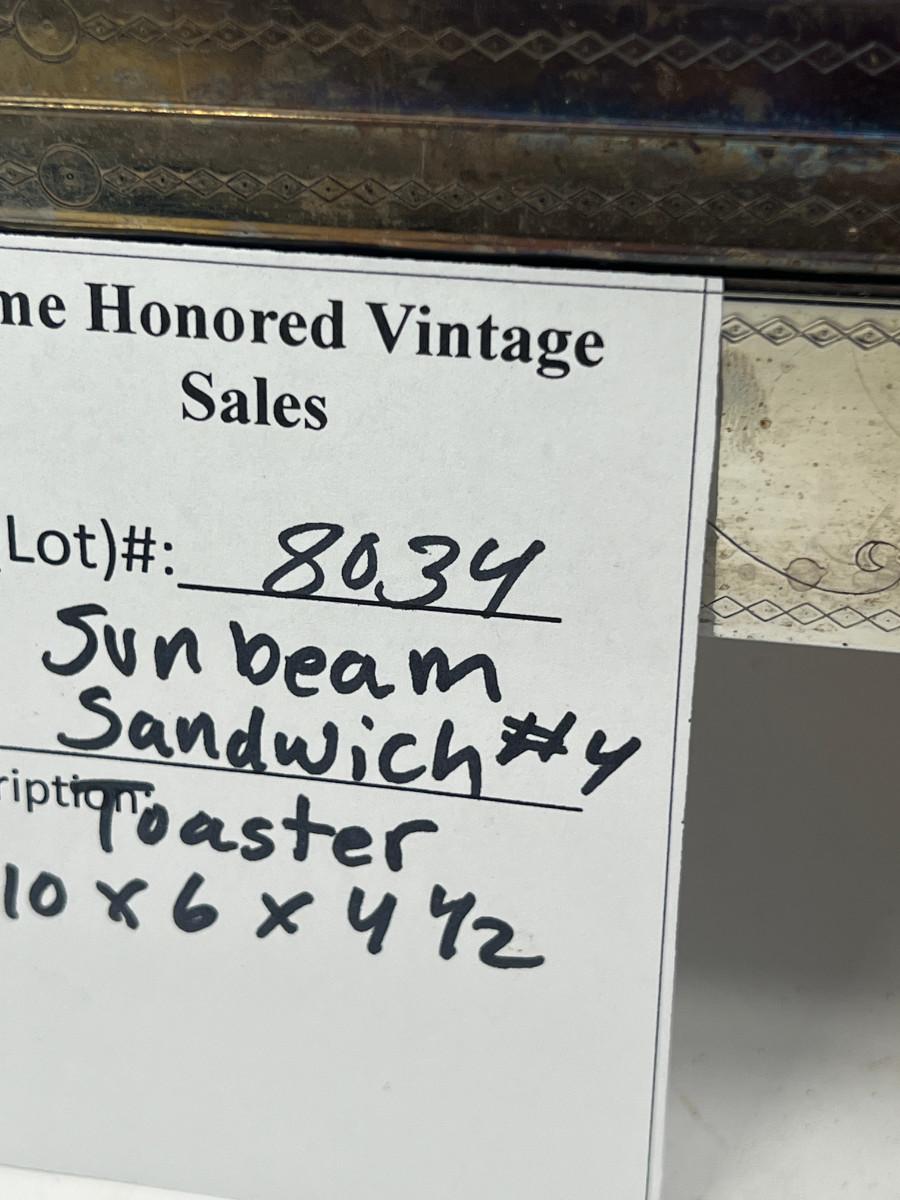 me Honored Vintage
Sales
(Lot)#: 8034
Sunbeam
Sandwich #4
ription:
Toaster
10 x 6 x 4 1/2